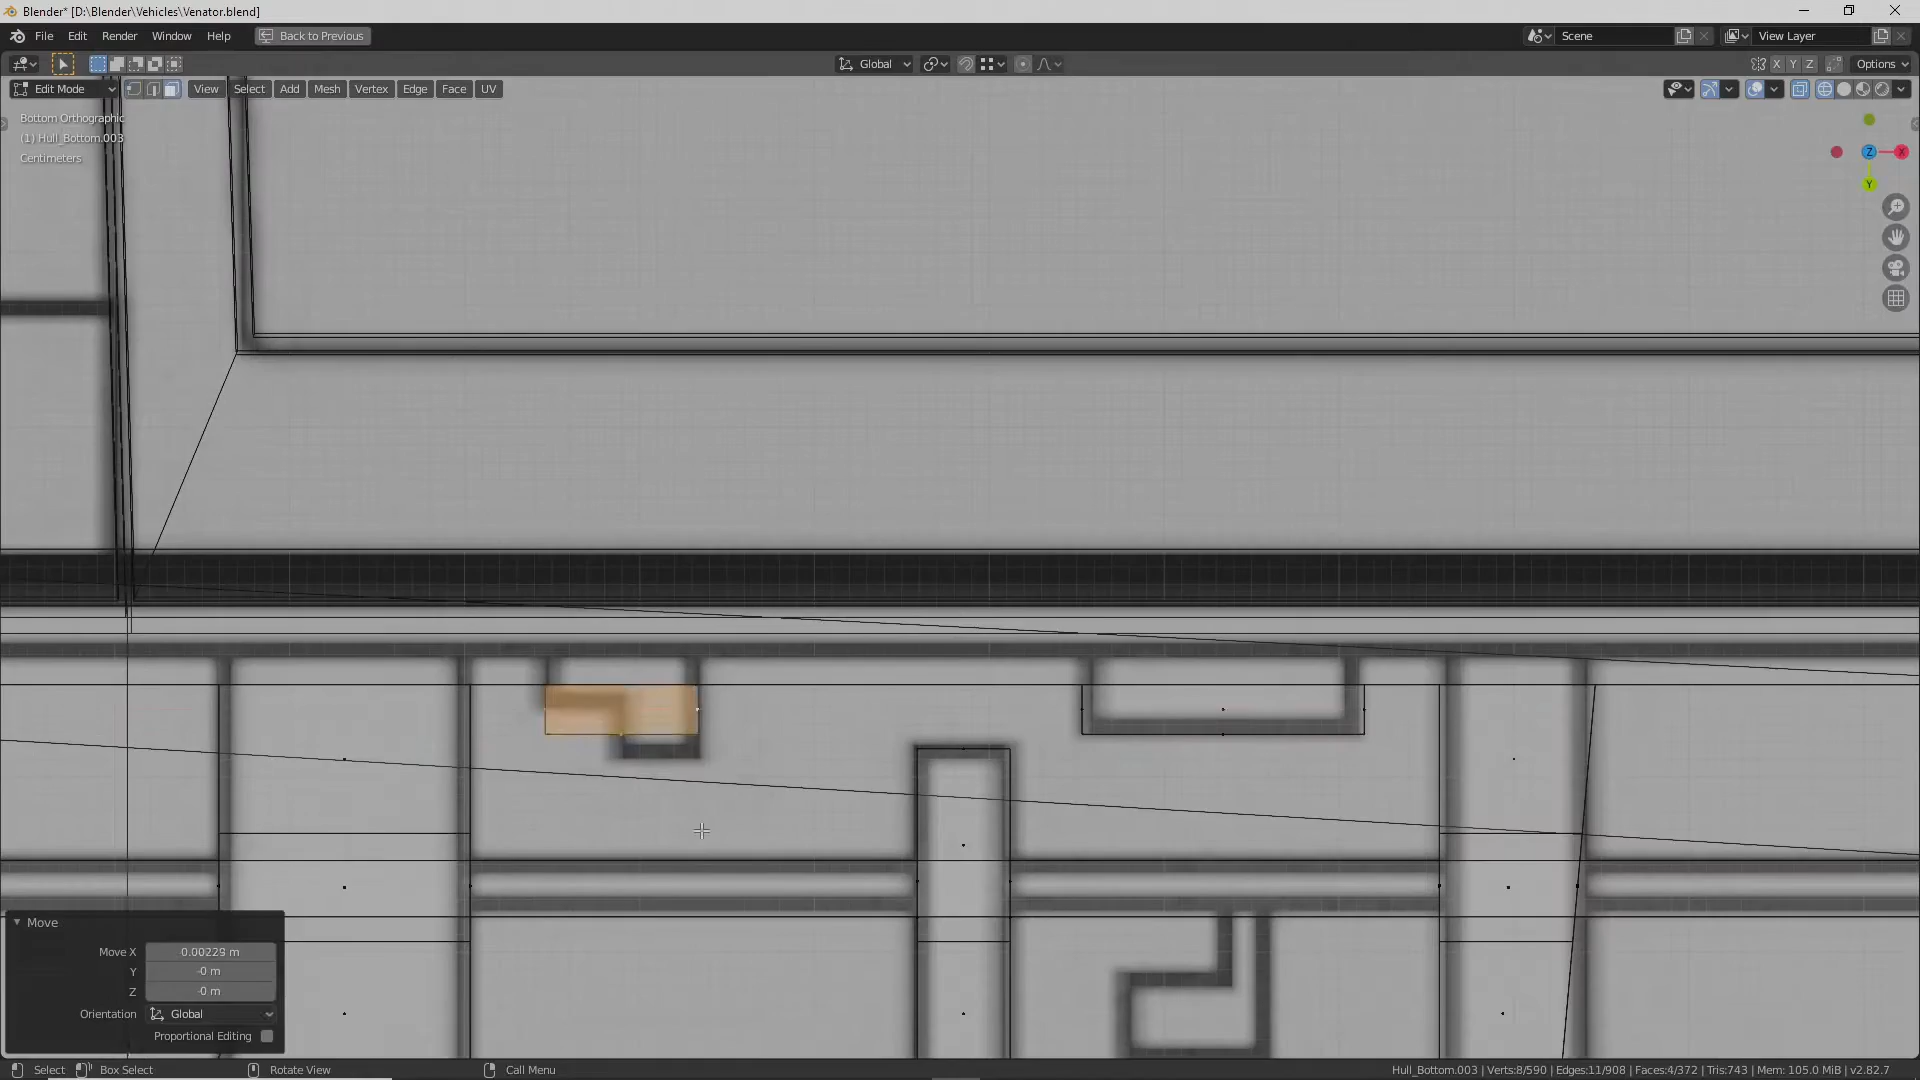 Blender* [D:\Blender\Vehicles\Venator.blend]
File Edit Render Window Help Back to Previous Scene View Layer
Global X Y Z Options
Edit Mode View Select Add Mesh Vertex Edge Face UV
Bottom Orthographic
(1) Hull_Bottom.003
Centimeters
Z X
Y
Move
Move X 0.00229 m
Y -0 m
Z -0 m
Orientation Global
Proportional Editing
Select Box Select Rotate View Call Menu Hull_Bottom.003 | Verts:8/590 | Edges:11/908 | Faces:4/372 | Tris:743 | Mem: 105.0 MiB | v2.82.7